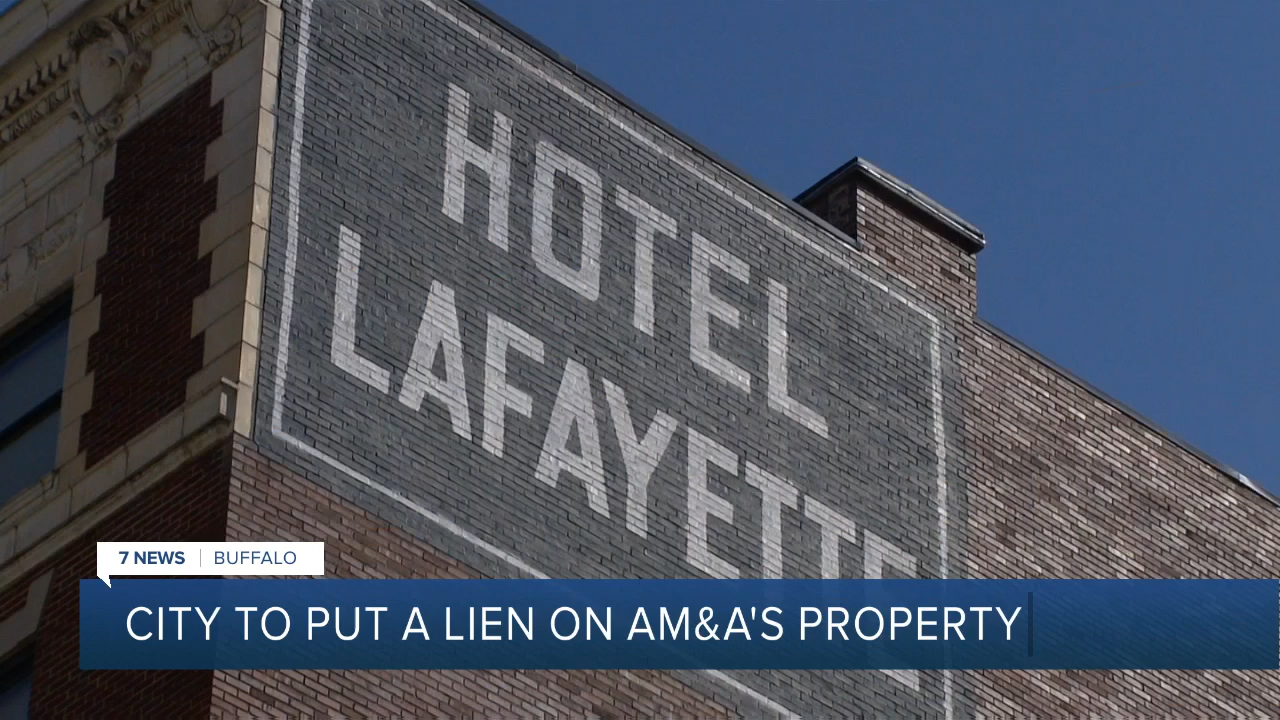 HOTEL
LAFAYETTE
7 NEWS | BUFFALO
CITY TO PUT A LIEN ON AM&A'S PROPERTY